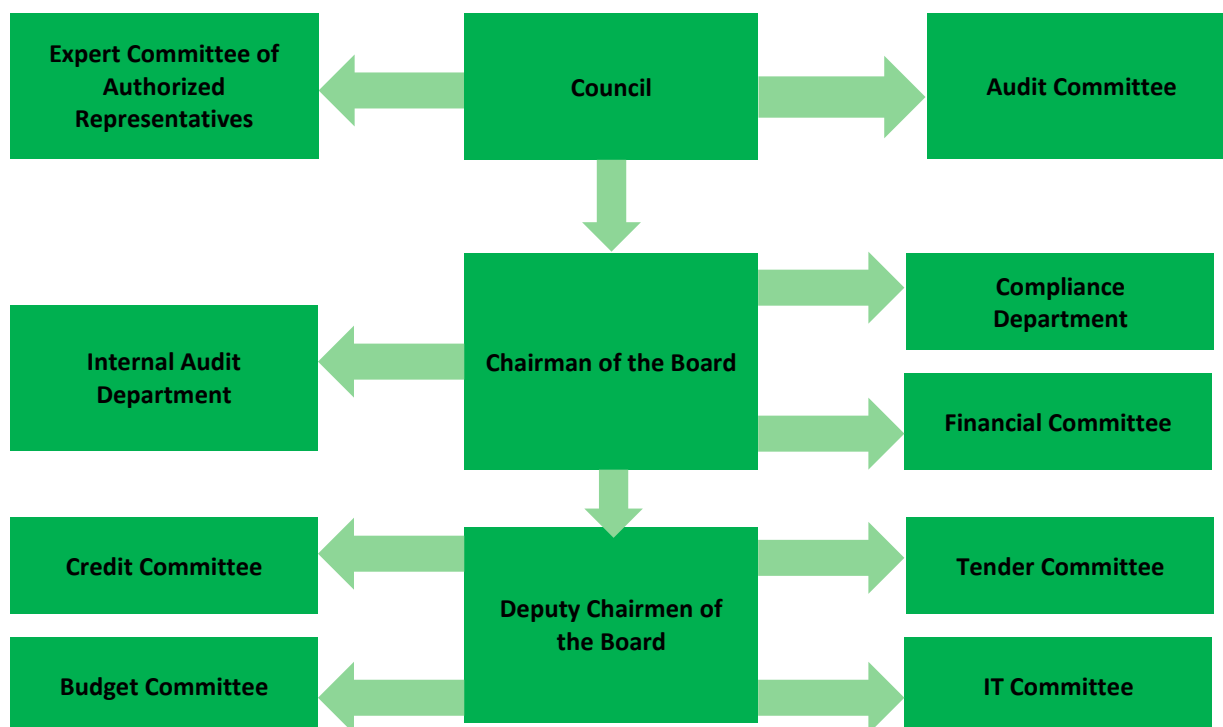 Expert Committee of
Authorized
Representatives
Council
Audit Committee
Internal Audit
Department
Chairman of the Board
Compliance
Department
Financial Committee
Credit Committee
Deputy Chairmen of
the Board
Tender Committee
Budget Committee
IT Committee